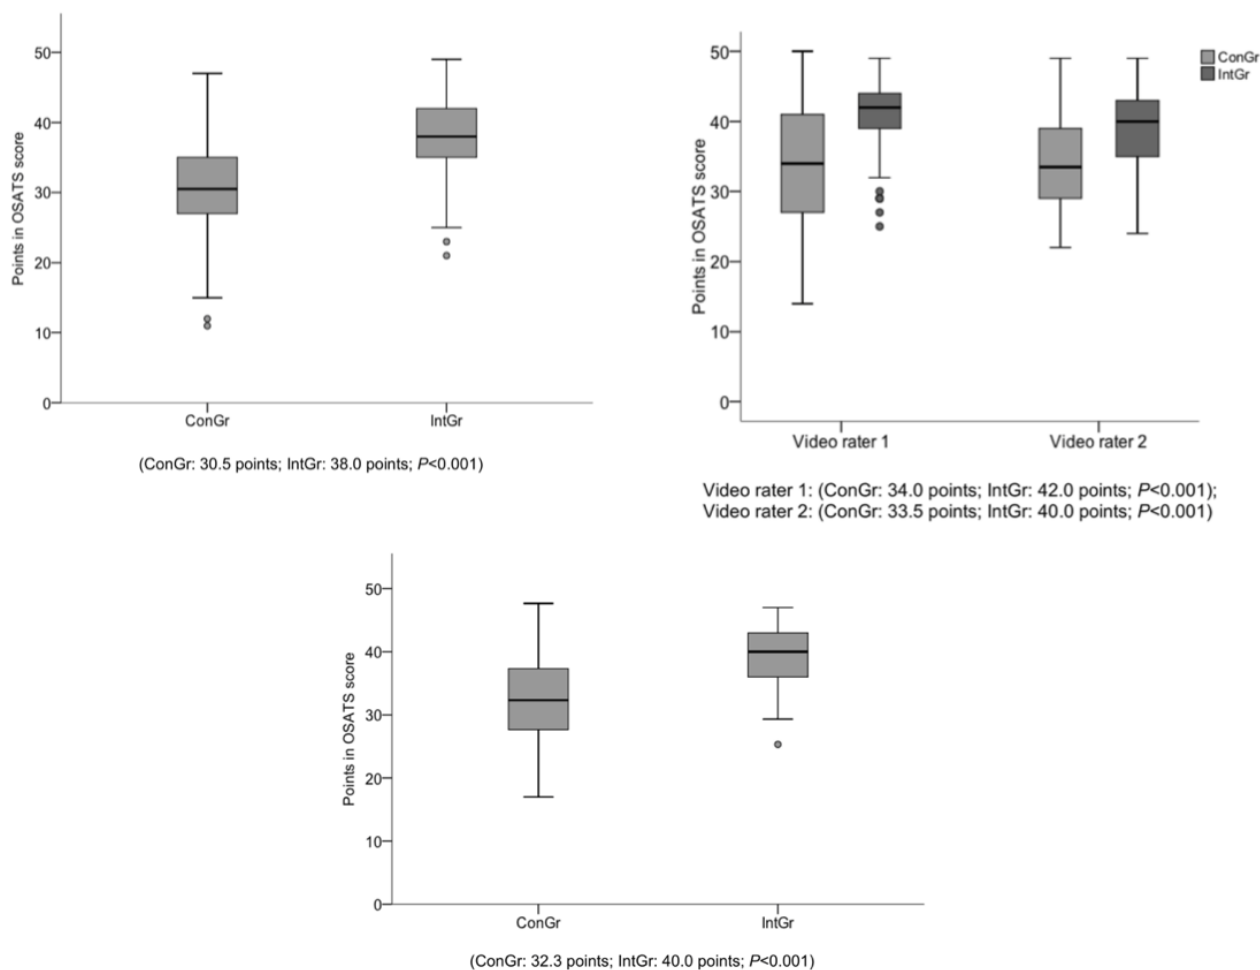 Points in OSATS score
50
40
30
20
10
0
ConGr
IntGr
(ConGr: 30.5 points; IntGr: 38.0 points; P<0.001)
Points in OSATS score
50
40
30
20
10
0
ConGr
IntGr
Video rater 1
Video rater 2
Video rater 1: (ConGr: 34.0 points; IntGr: 42.0 points; P<0.001);
Video rater 2: (ConGr: 33.5 points; IntGr: 40.0 points; P<0.001)
Points in OSATS score
50
40
30
20
10
0
ConGr
IntGr
(ConGr: 32.3 points; IntGr: 40.0 points; P<0.001)